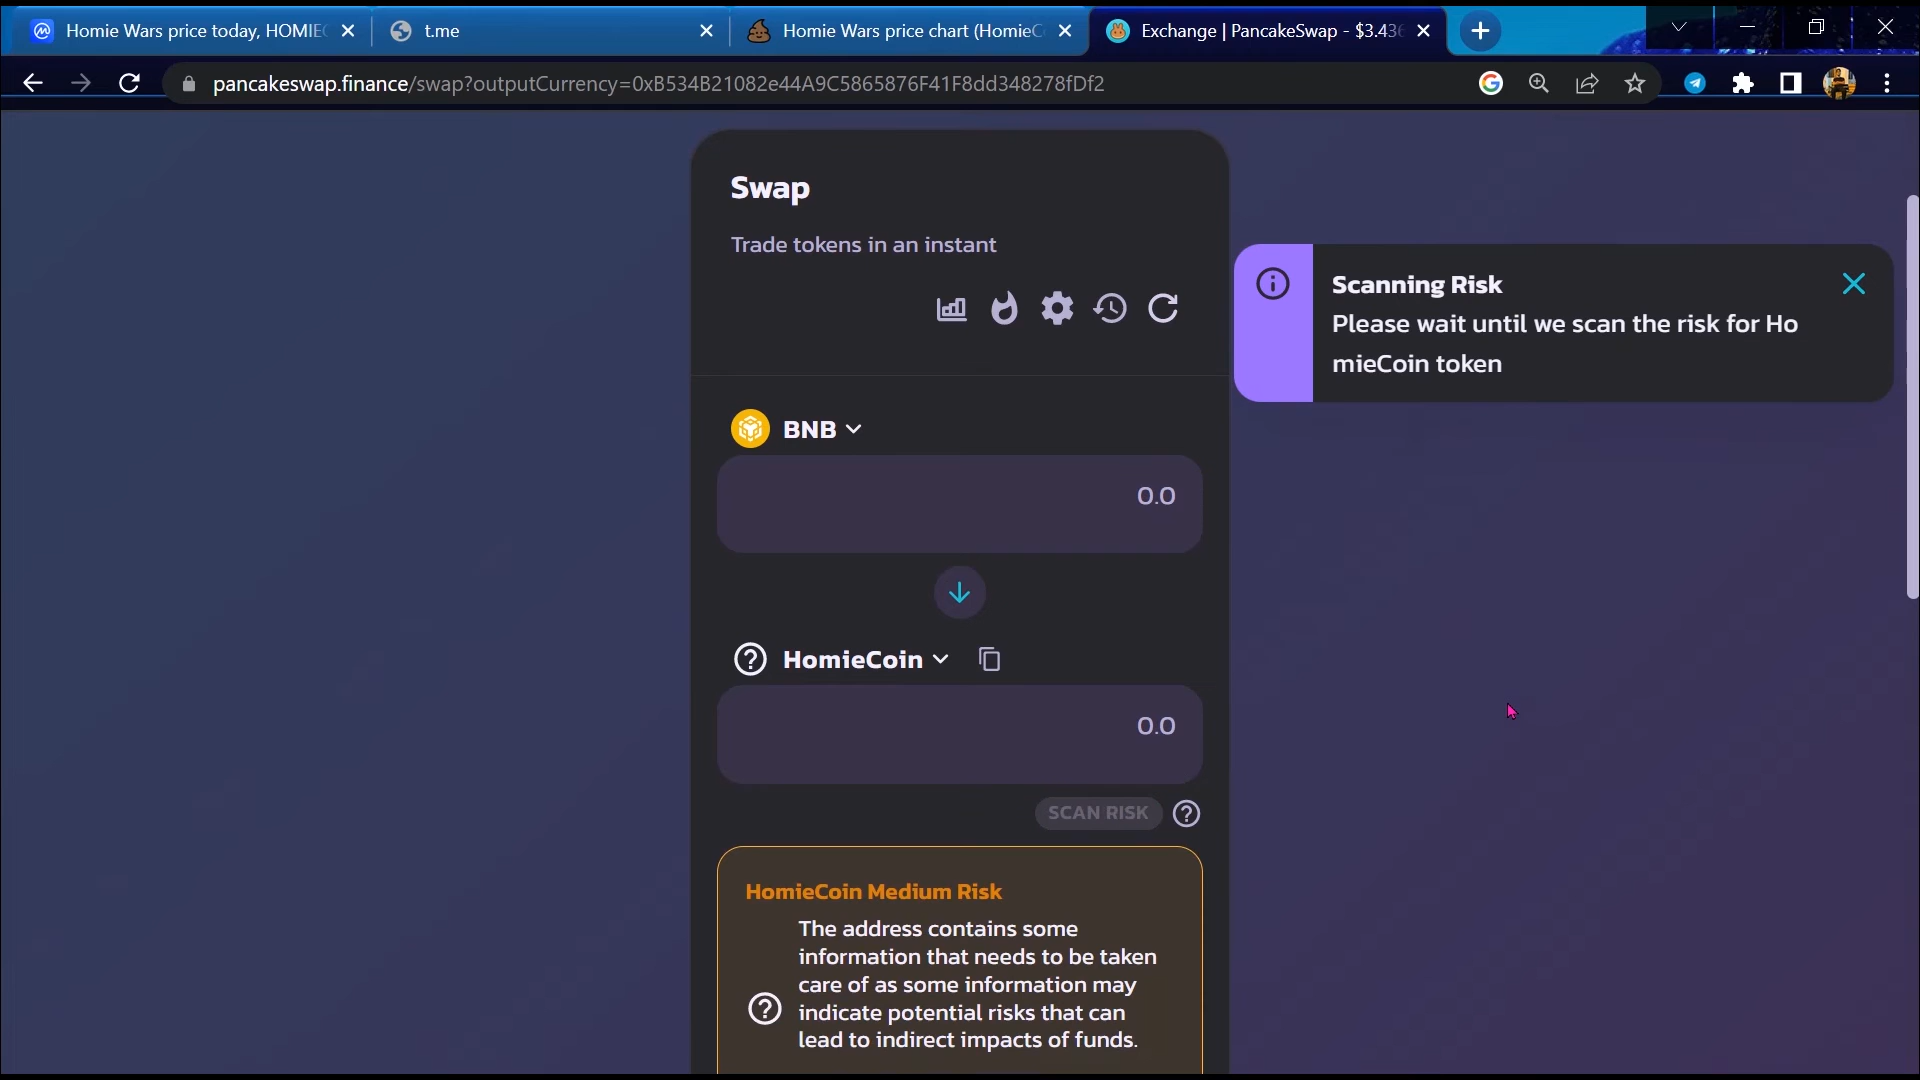 Homie Wars price today, HOMIEC
t.me
Homie Wars price chart (HomieC
Exchange | PancakeSwap - $3.436
pancakeswap.finance/swap?outputCurrency=0xB534B21082e44A9C5865876F41F8dd348278fDf2
Swap
Trade tokens in an instant
Scanning Risk
Please wait until we scan the risk for Ho
mieCoin token
BNB
0.0
HomieCoin
0.0
SCAN RISK
HomieCoin Medium Risk
The address contains some
information that needs to be taken
care of as some information may
indicate potential risks that can
lead to indirect impacts of funds.